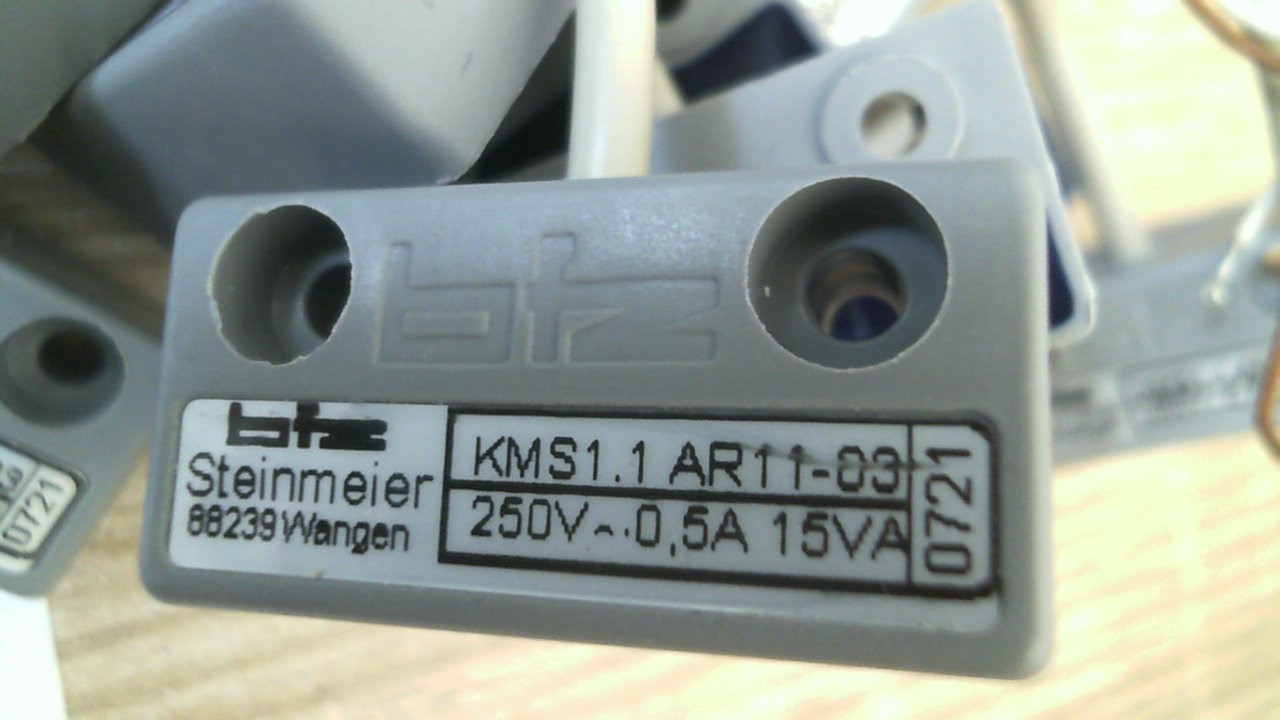 btz
btz
Steinmeier
88239 Wangen
KMS1.1 AR11-03
250V~ 0,5A 15VA
0721
0721